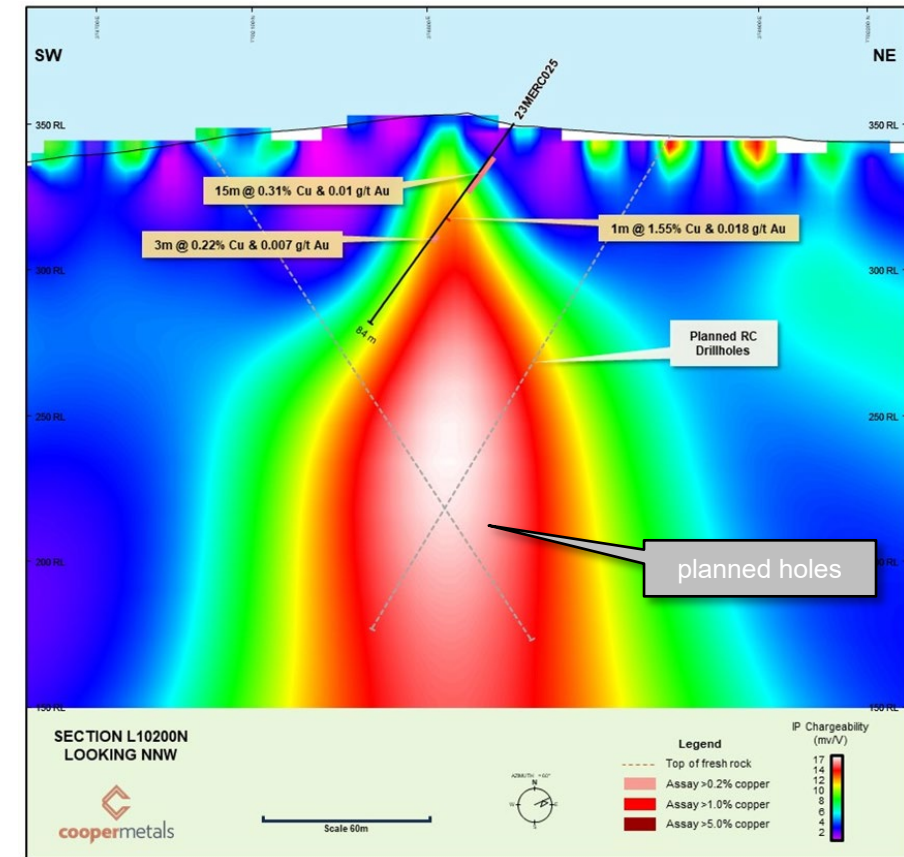 SW
NE
23MERC025
350 RL
350 RL
15m @ 0.31% Cu & 0.01 g/t Au
1m @ 1.55% Cu & 0.018 g/t Au
3m @ 0.22% Cu & 0.007 g/t Au
300 RL
300 RL
84 m
Planned RC
Drillholes
250 RL
250 RL
200 RL
planned holes
150 RL
150 RL
SECTION L10200N
LOOKING NNW
coopermetals
Scale 60m
N
Legend
Top of fresh rock
Assay >0.2% copper
Assay >1.0% copper
Assay >5.0% copper
IP Chargeability
(mv/V)
17
14
12
10
8
6
4
2